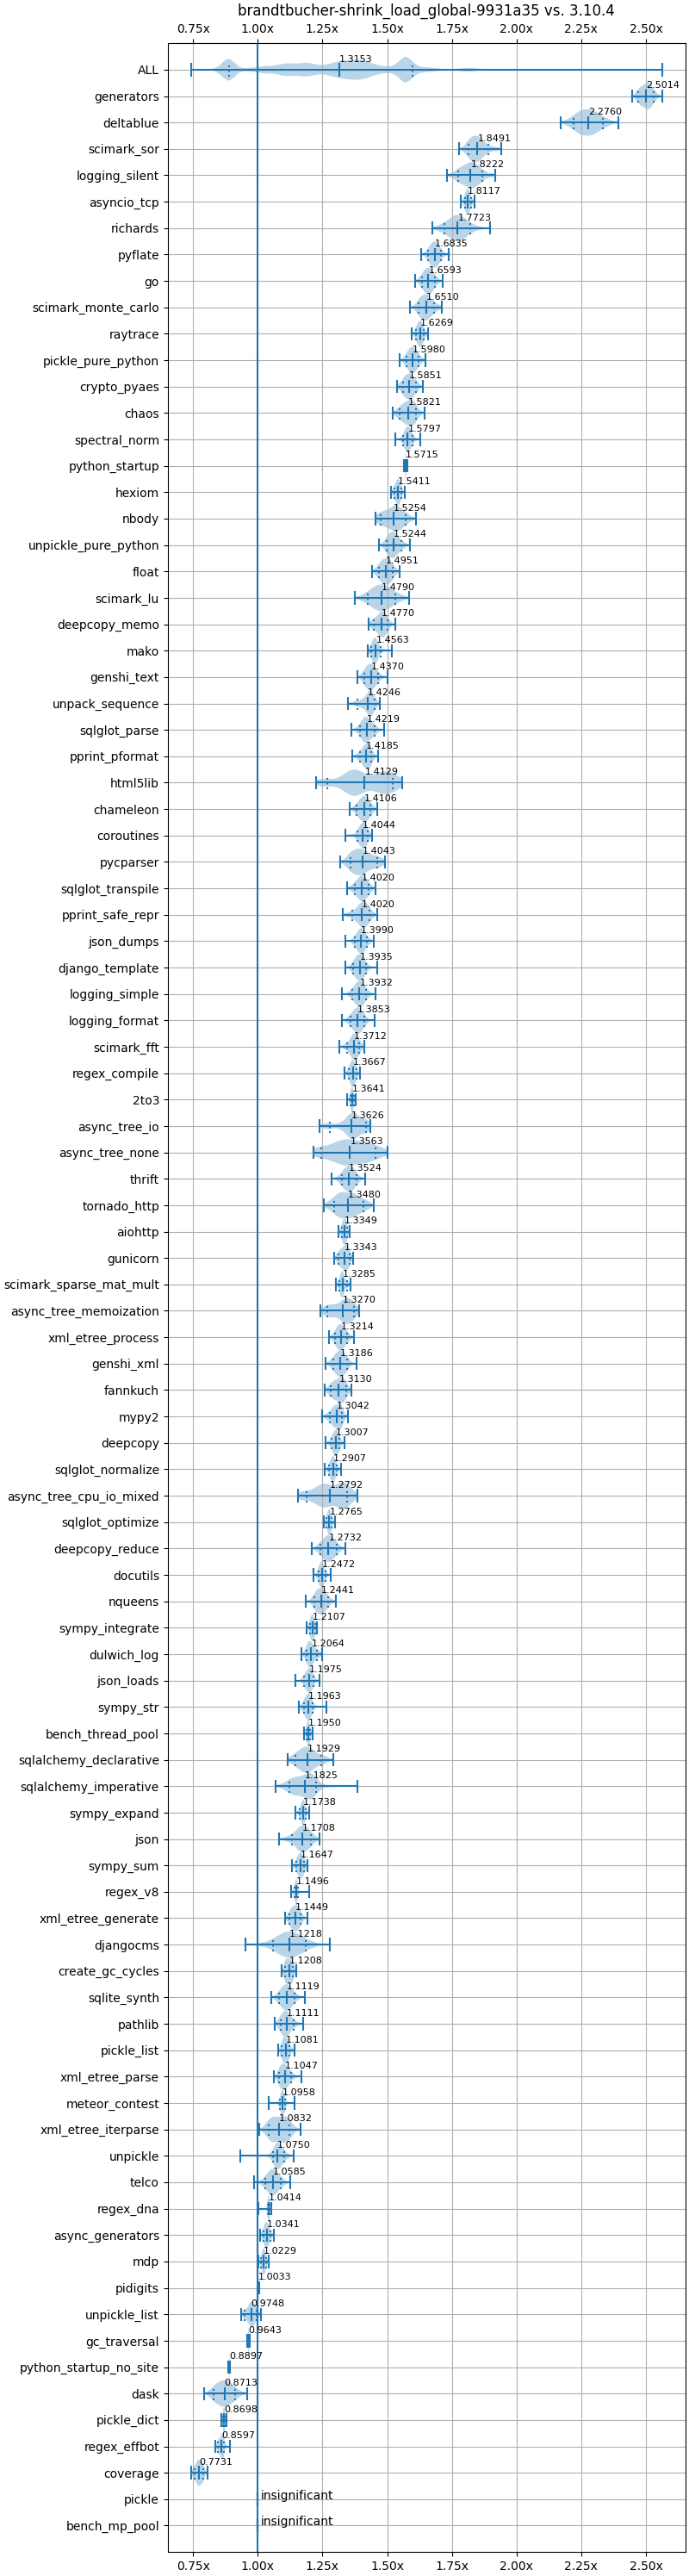 brandtbucher-shrink_load_global-9931a35 vs. 3.10.4
0.75x 1.00x 1.25x 1.50x 1.75x 2.00x 2.25x 2.50x
ALL 1.3153
generators 2.5014
deltablue 2.2760
scimark_sor 1.8491
logging_silent 1.8222
asyncio_tcp 1.8117
richards 1.7723
pyflate 1.6835
go 1.6593
scimark_monte_carlo 1.6510
raytrace 1.6269
pickle_pure_python 1.5980
crypto_pyaes 1.5851
chaos 1.5821
spectral_norm 1.5797
python_startup 1.5715
hexiom 1.5411
nbody 1.5254
unpickle_pure_python 1.5244
float 1.4951
scimark_lu 1.4790
deepcopy_memo 1.4770
mako 1.4563
genshi_text 1.4370
unpack_sequence 1.4246
sqlglot_parse 1.4219
pprint_pformat 1.4185
html5lib 1.4129
chameleon 1.4106
coroutines 1.4044
pycparser 1.4043
sqlglot_transpile 1.4020
pprint_safe_repr 1.4020
json_dumps 1.3990
django_template 1.3935
logging_simple 1.3932
logging_format 1.3853
scimark_fft 1.3712
regex_compile 1.3667
2to3 1.3641
async_tree_io 1.3626
async_tree_none 1.3563
thrift 1.3524
tornado_http 1.3480
aiohttp 1.3349
gunicorn 1.3343
scimark_sparse_mat_mult 1.3285
async_tree_memoization 1.3270
xml_etree_process 1.3214
genshi_xml 1.3186
fannkuch 1.3130
mypy2 1.3042
deepcopy 1.3007
sqlglot_normalize 1.2907
async_tree_cpu_io_mixed 1.2792
sqlglot_optimize 1.2765
deepcopy_reduce 1.2732
docutils 1.2472
nqueens 1.2441
sympy_integrate 1.2107
dulwich_log 1.2064
json_loads 1.1975
sympy_str 1.1963
bench_thread_pool 1.1950
sqlalchemy_declarative 1.1929
sqlalchemy_imperative 1.1825
sympy_expand 1.1738
json 1.1708
sympy_sum 1.1647
regex_v8 1.1496
xml_etree_generate 1.1449
djangocms 1.1218
create_gc_cycles 1.1208
sqlite_synth 1.1119
pathlib 1.1111
pickle_list 1.1081
xml_etree_parse 1.1047
meteor_contest 1.0958
xml_etree_iterparse 1.0832
unpickle 1.0750
telco 1.0585
regex_dna 1.0414
async_generators 1.0341
mdp 1.0229
pidigits 1.0033
unpickle_list 0.9748
gc_traversal 0.9643
python_startup_no_site 0.8897
dask 0.8713
pickle_dict 0.8698
regex_effbot 0.8597
coverage 0.7731
pickle insignificant
bench_mp_pool insignificant
0.75x 1.00x 1.25x 1.50x 1.75x 2.00x 2.25x 2.50x